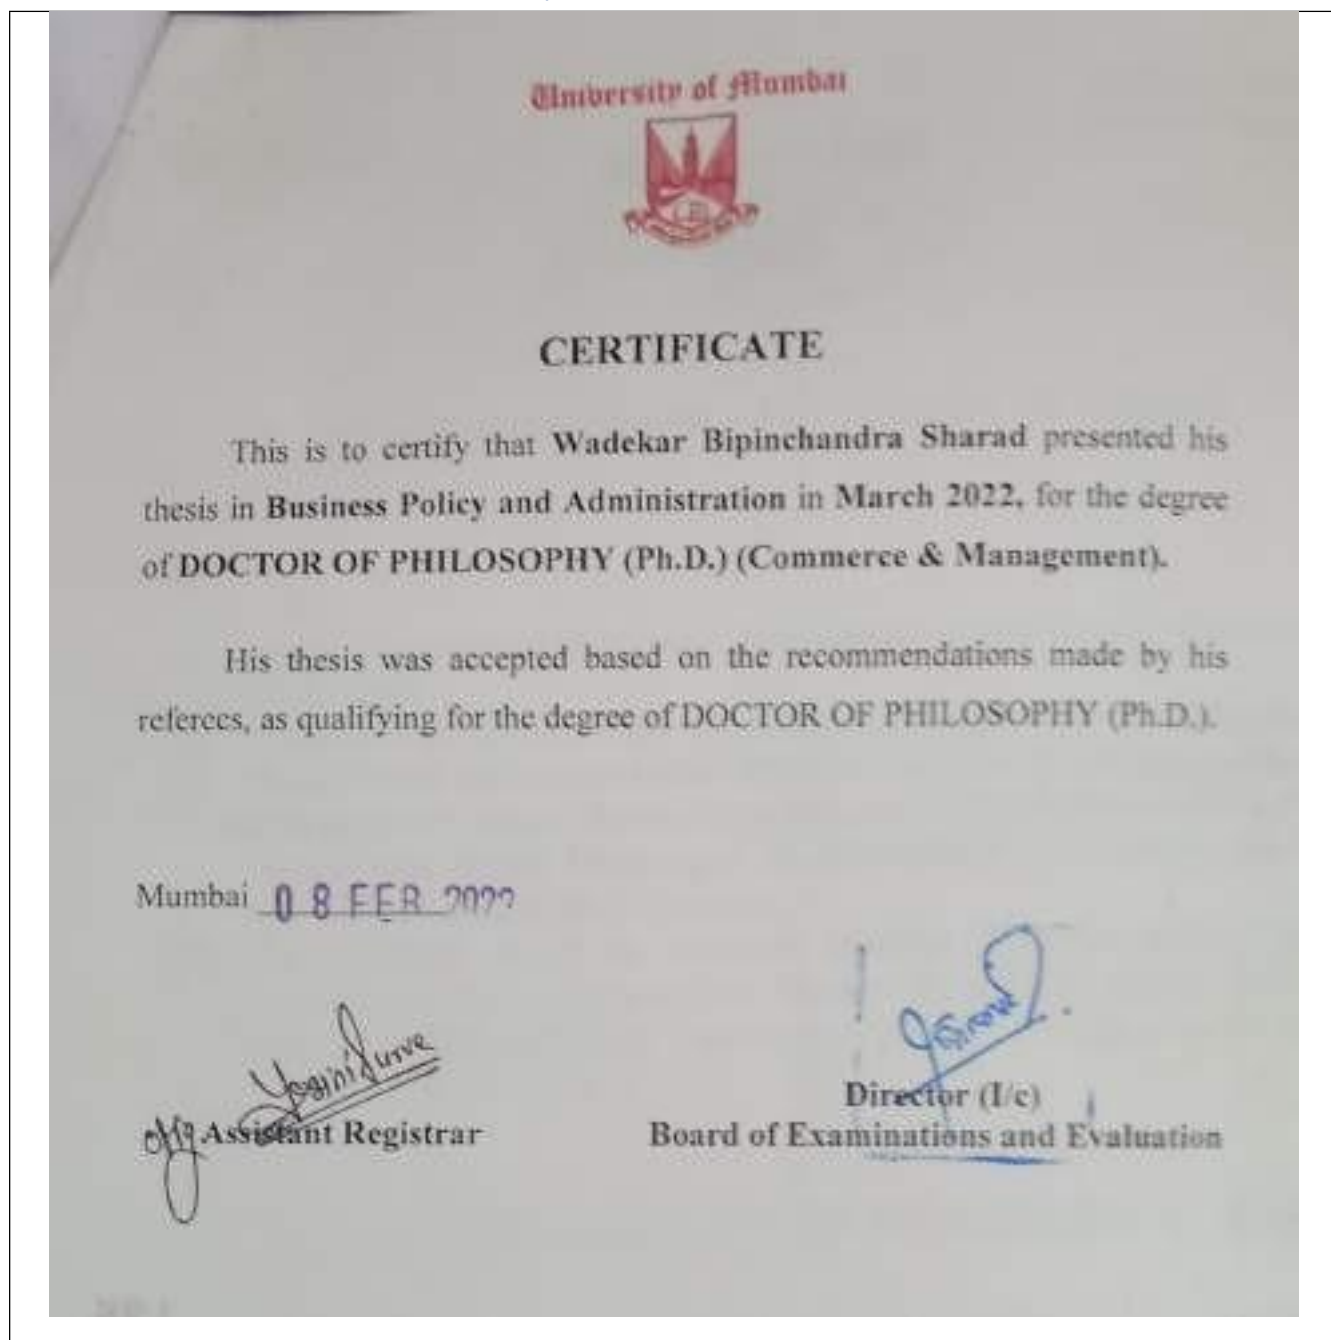 University of Mumbai
CERTIFICATE
This is to certify that Wadekar Bipinchandra Sharad presented his
thesis in Business Policy and Administration in March 2022, for the degree
of DOCTOR OF PHILOSOPHY (Ph.D.) (Commerce & Management).
His thesis was accepted based on the recommendations made by his
referees, as qualifying for the degree of DOCTOR OF PHILOSOPHY (Ph.D.).
Mumbai 08 FEB
Assistant Registrar
Director (I/c)
Board of Examinations and Evaluation